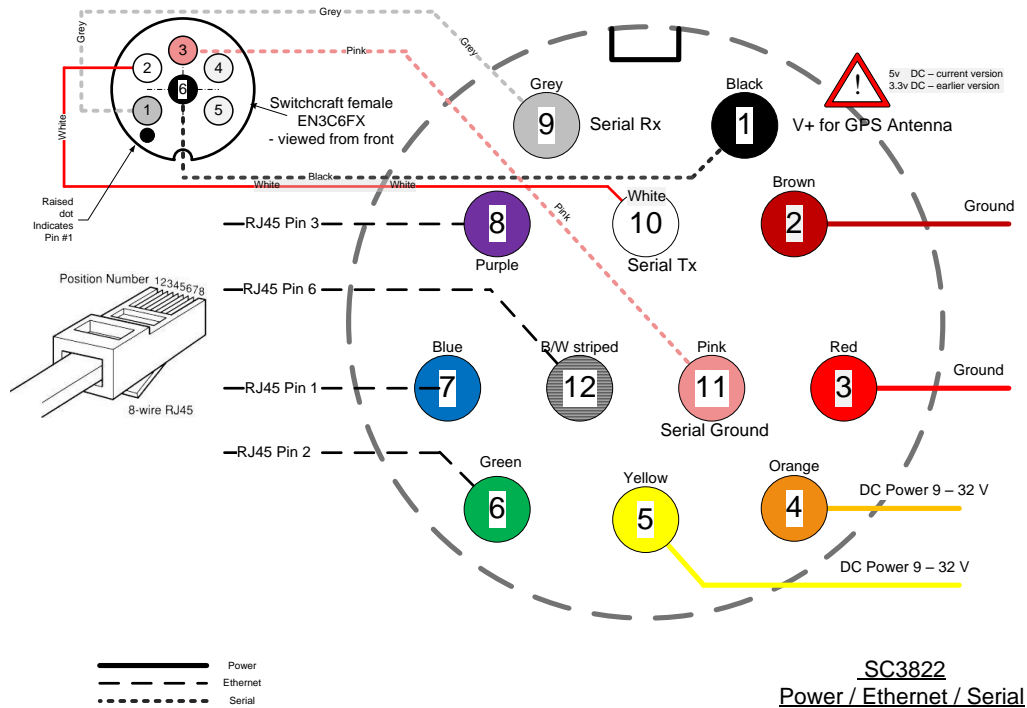 Grey
Grey
Pink
White
3
2
4
6
1
5
Switchcraft female
EN3C6FX
- viewed from front
Raised
dot
Indicates
Pin #1
Black
White
White
Pink
Grey
9
Serial Rx
Black
1
V+ for GPS Antenna
!
5v DC – current version
3.3v DC – earlier version
RJ45 Pin 3
8
Purple
White
10
Serial Tx
Brown
2
Ground
Position Number 12345678
8-wire RJ45
RJ45 Pin 6
RJ45 Pin 1
Blue
7
B/W striped
12
Pink
11
Serial Ground
Red
3
Ground
RJ45 Pin 2
Green
6
Yellow
5
Orange
4
DC Power 9 – 32 V
DC Power 9 – 32 V
Power
Ethernet
Serial
SC3822
Power / Ethernet / Serial